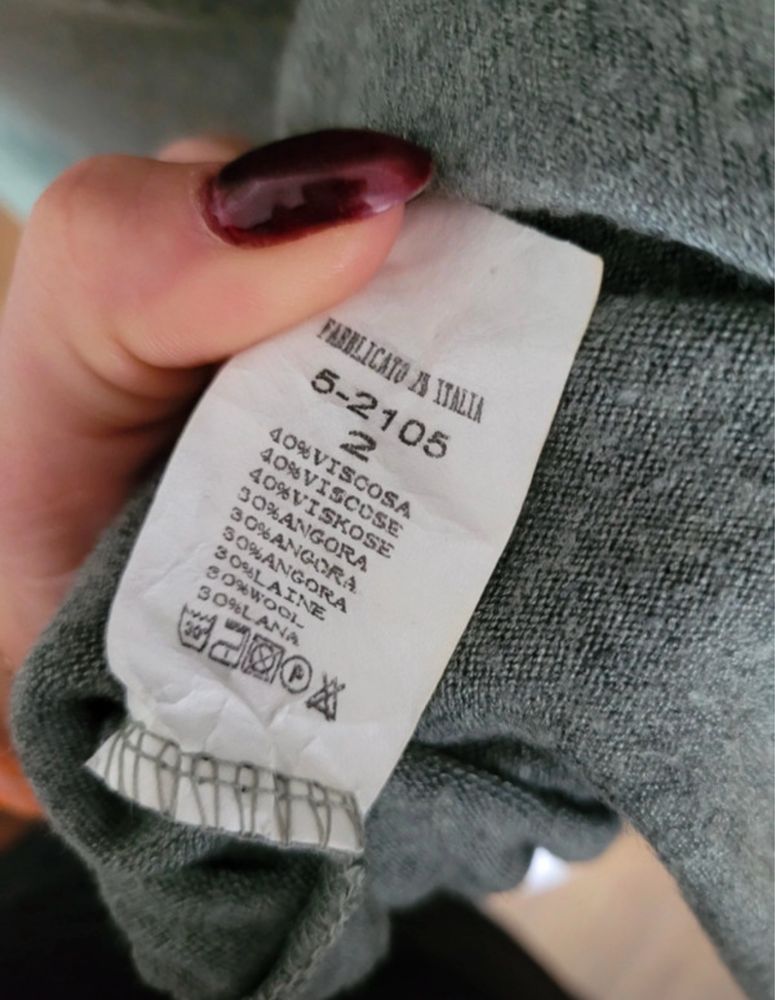 FABBLICATO IN ITALIA
5-2105
2
40%VISCOSA
40%VISCOSE
40%VISKOSE
30%ANGORA
30%ANGORA
30%ANGORA
30%LAINE
30%WOOL
30%LANA
30°
P